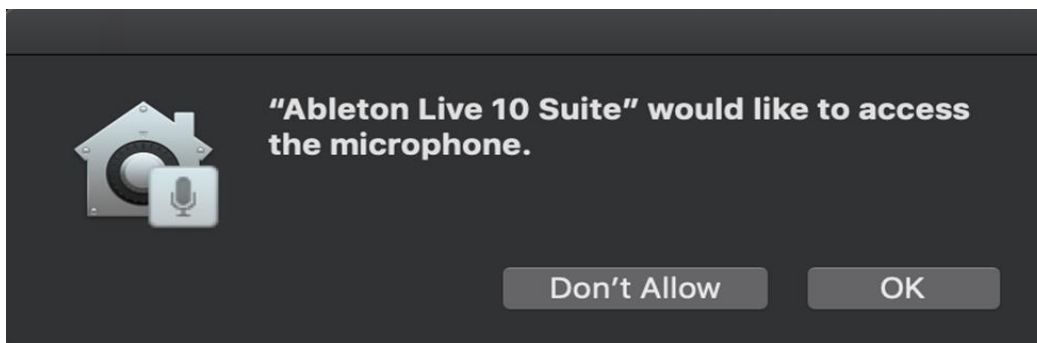 “Ableton Live 10 Suite” would like to access
the microphone.
Don’t Allow
OK